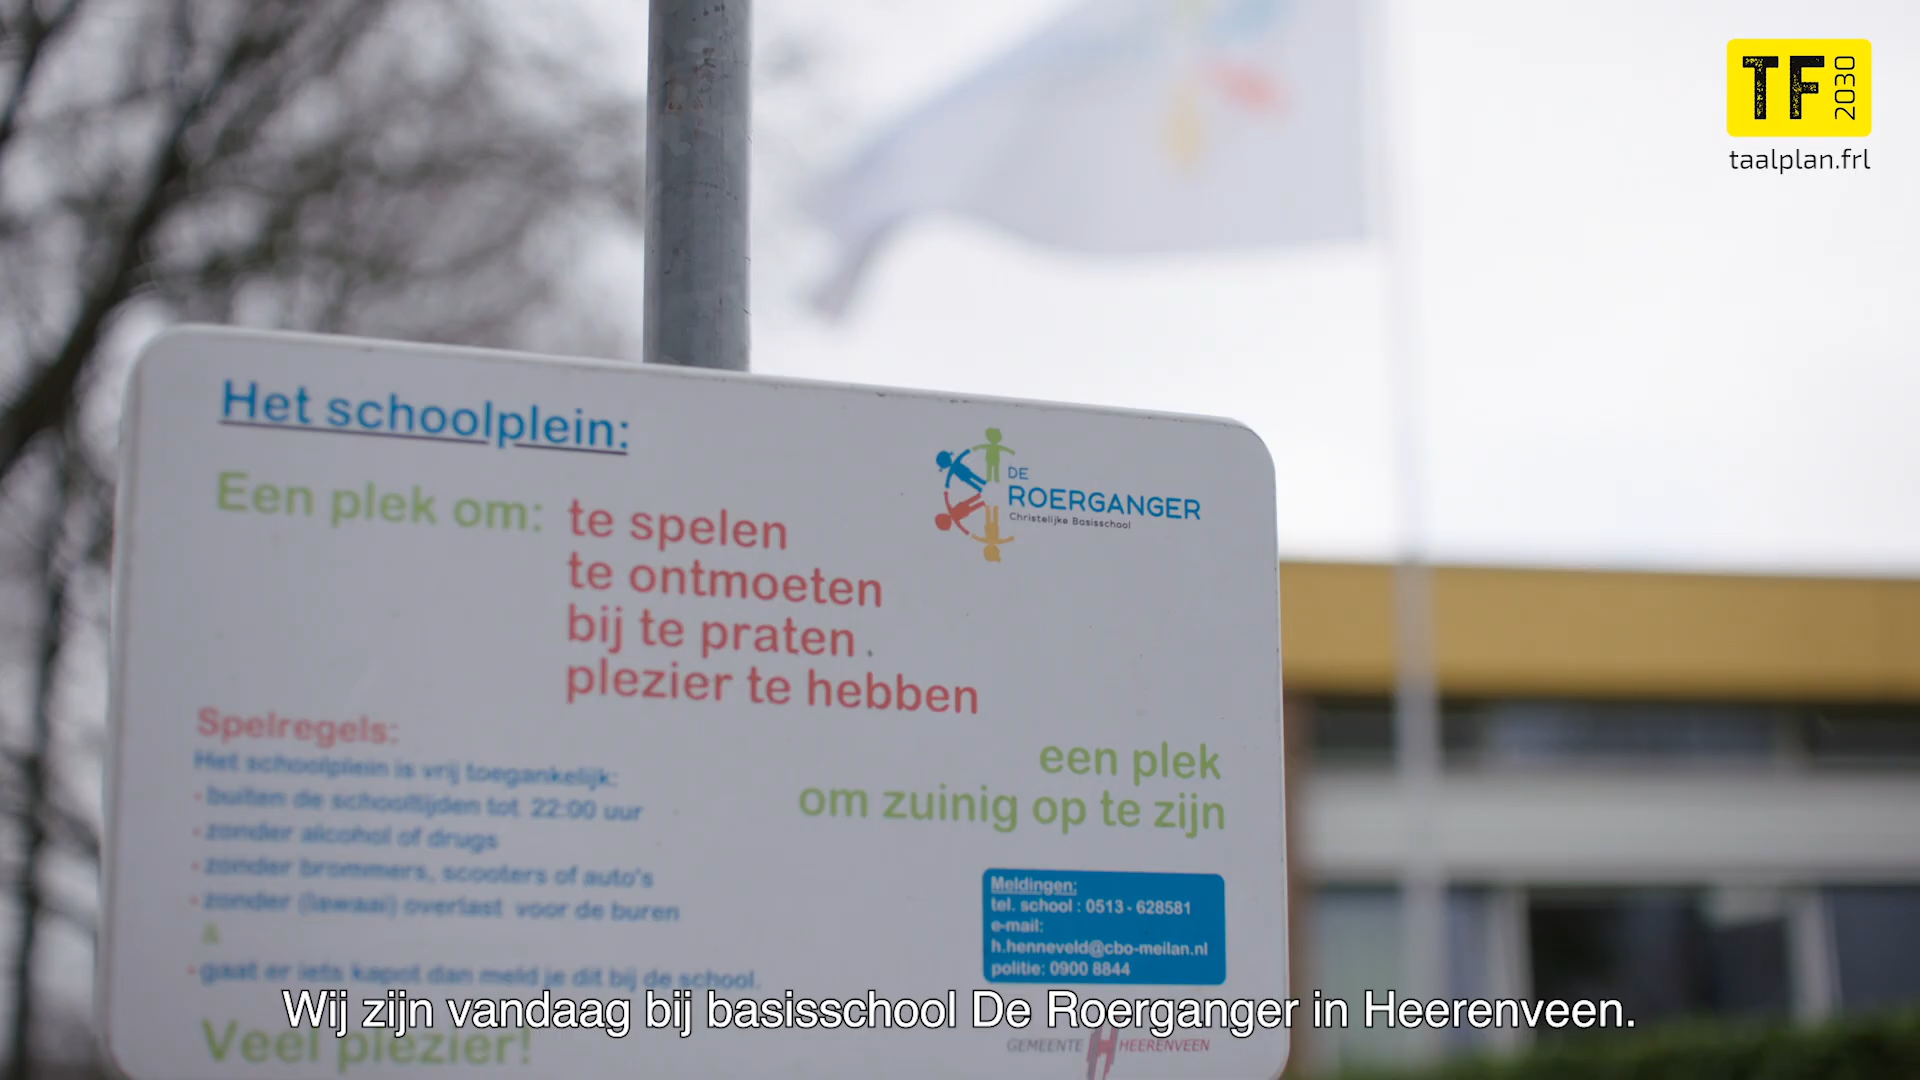 TF 2030
taalplan.frl
Het schoolplein:
Een plek om: te spelen
te ontmoeten
bij te praten
plezier te hebben
DE
ROERGANGER
Christelijke Basisschool
een plek
om zuinig op te zijn
Spelregels:
Het schoolplein is vrij toegankelijk:
- buiten de schooltijden tot 22:00 uur
- zonder alcohol of drugs
- zonder brommers, scooters of auto's
- zonder (lawaai) overlast voor de buren
&
- gaat er iets kapot dan meld je dit bij de school.
Veel plezier!
Meldingen:
tel. school : 0513 - 628581
e-mail:
h.henneveld@cbo-meilan.nl
politie: 0900 8844
GEMEENTE HEERENVEEN
Wij zijn vandaag bij basisschool De Roerganger in Heerenveen.